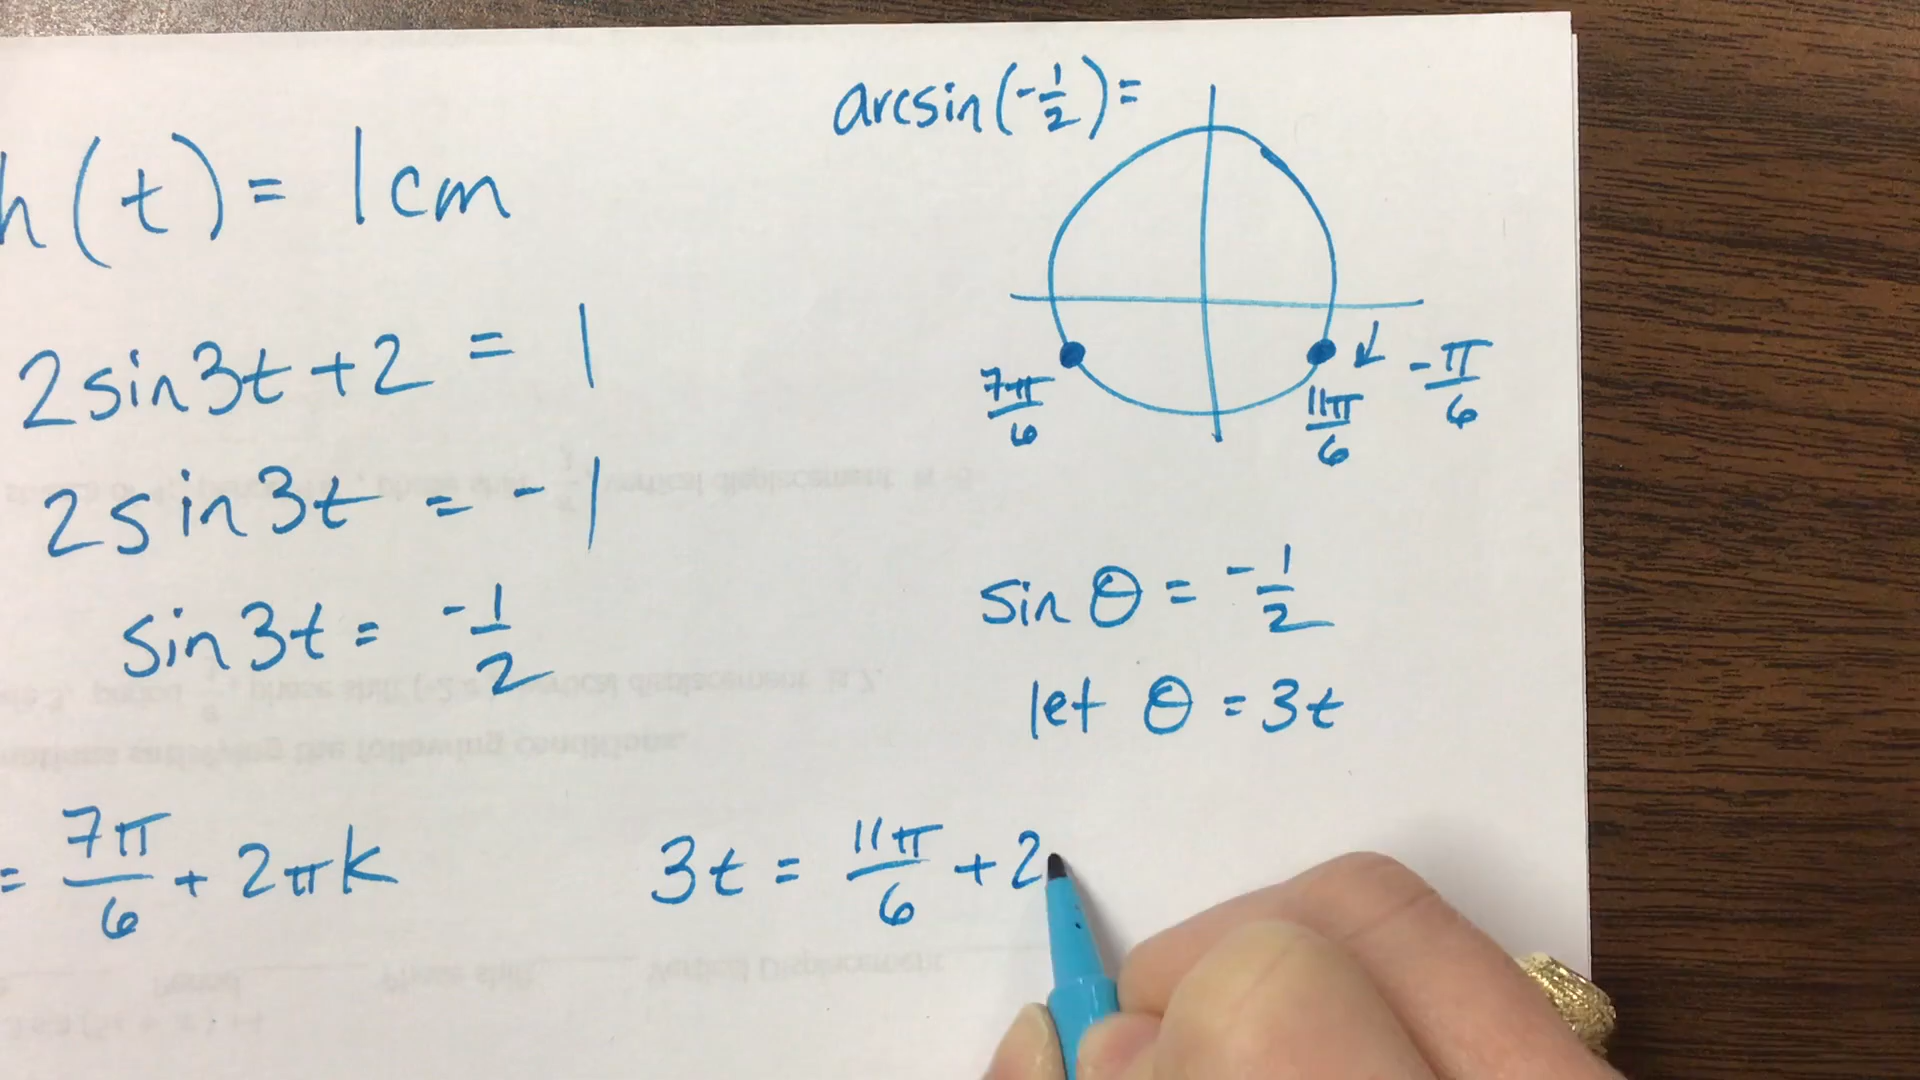 arcsin(-1/2) =
h(t) = 1cm
2sin3t + 2 = 1
7π/6
11π/6
-π/6
2sin3t = -1
sin θ = -1/2
sin3t = -1/2
let θ = 3t
= 7π/6 + 2πk
3t = 11π/6 + 2